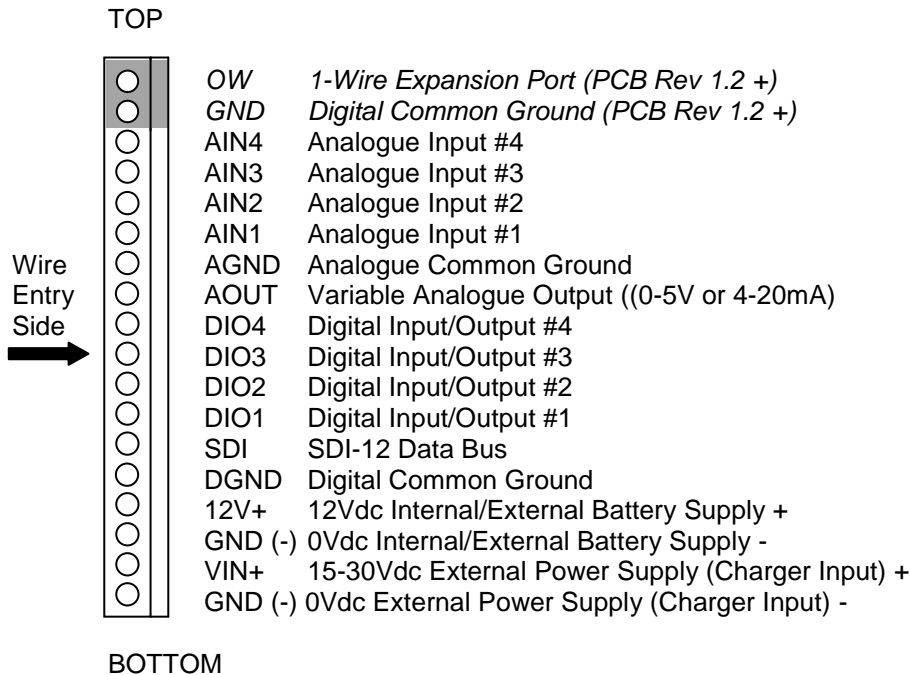 TOP
OW 1-Wire Expansion Port (PCB Rev 1.2 +)
GND Digital Common Ground (PCB Rev 1.2 +)
AIN4 Analogue Input #4
AIN3 Analogue Input #3
AIN2 Analogue Input #2
AIN1 Analogue Input #1
Wire Entry Side
AGND Analogue Common Ground
AOUT Variable Analogue Output ((0-5V or 4-20mA)
DIO4 Digital Input/Output #4
DIO3 Digital Input/Output #3
DIO2 Digital Input/Output #2
DIO1 Digital Input/Output #1
SDI SDI-12 Data Bus
DGND Digital Common Ground
12V+ 12Vdc Internal/External Battery Supply +
GND (-) 0Vdc Internal/External Battery Supply -
VIN+ 15-30Vdc External Power Supply (Charger Input) +
GND (-) 0Vdc External Power Supply (Charger Input) -
BOTTOM